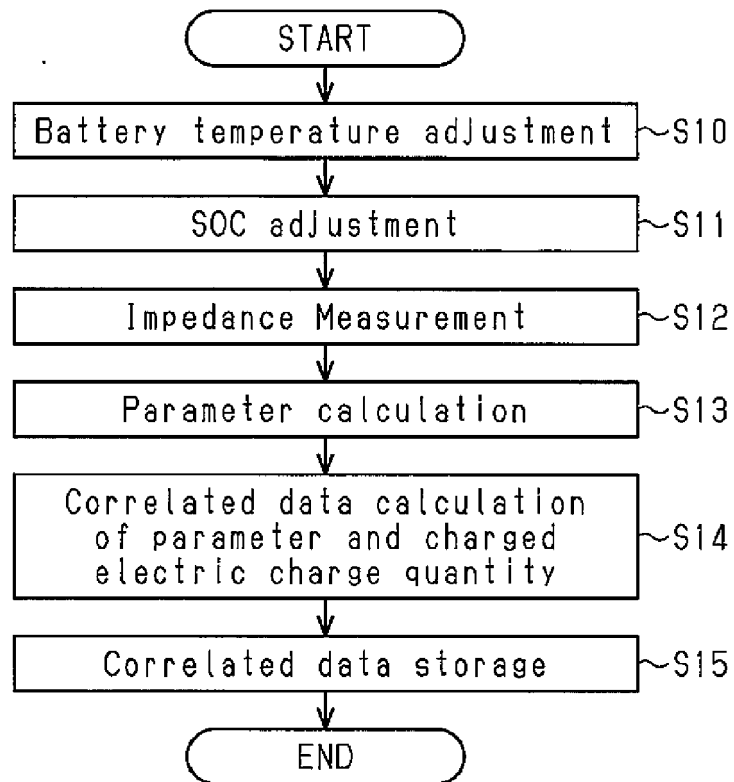 START
Battery temperature adjustment
S10
SOC adjustment
S11
Impedance Measurement
S12
Parameter calculation
S13
Correlated data calculation
of parameter and charged
electric charge quantity
S14
Correlated data storage
S15
END